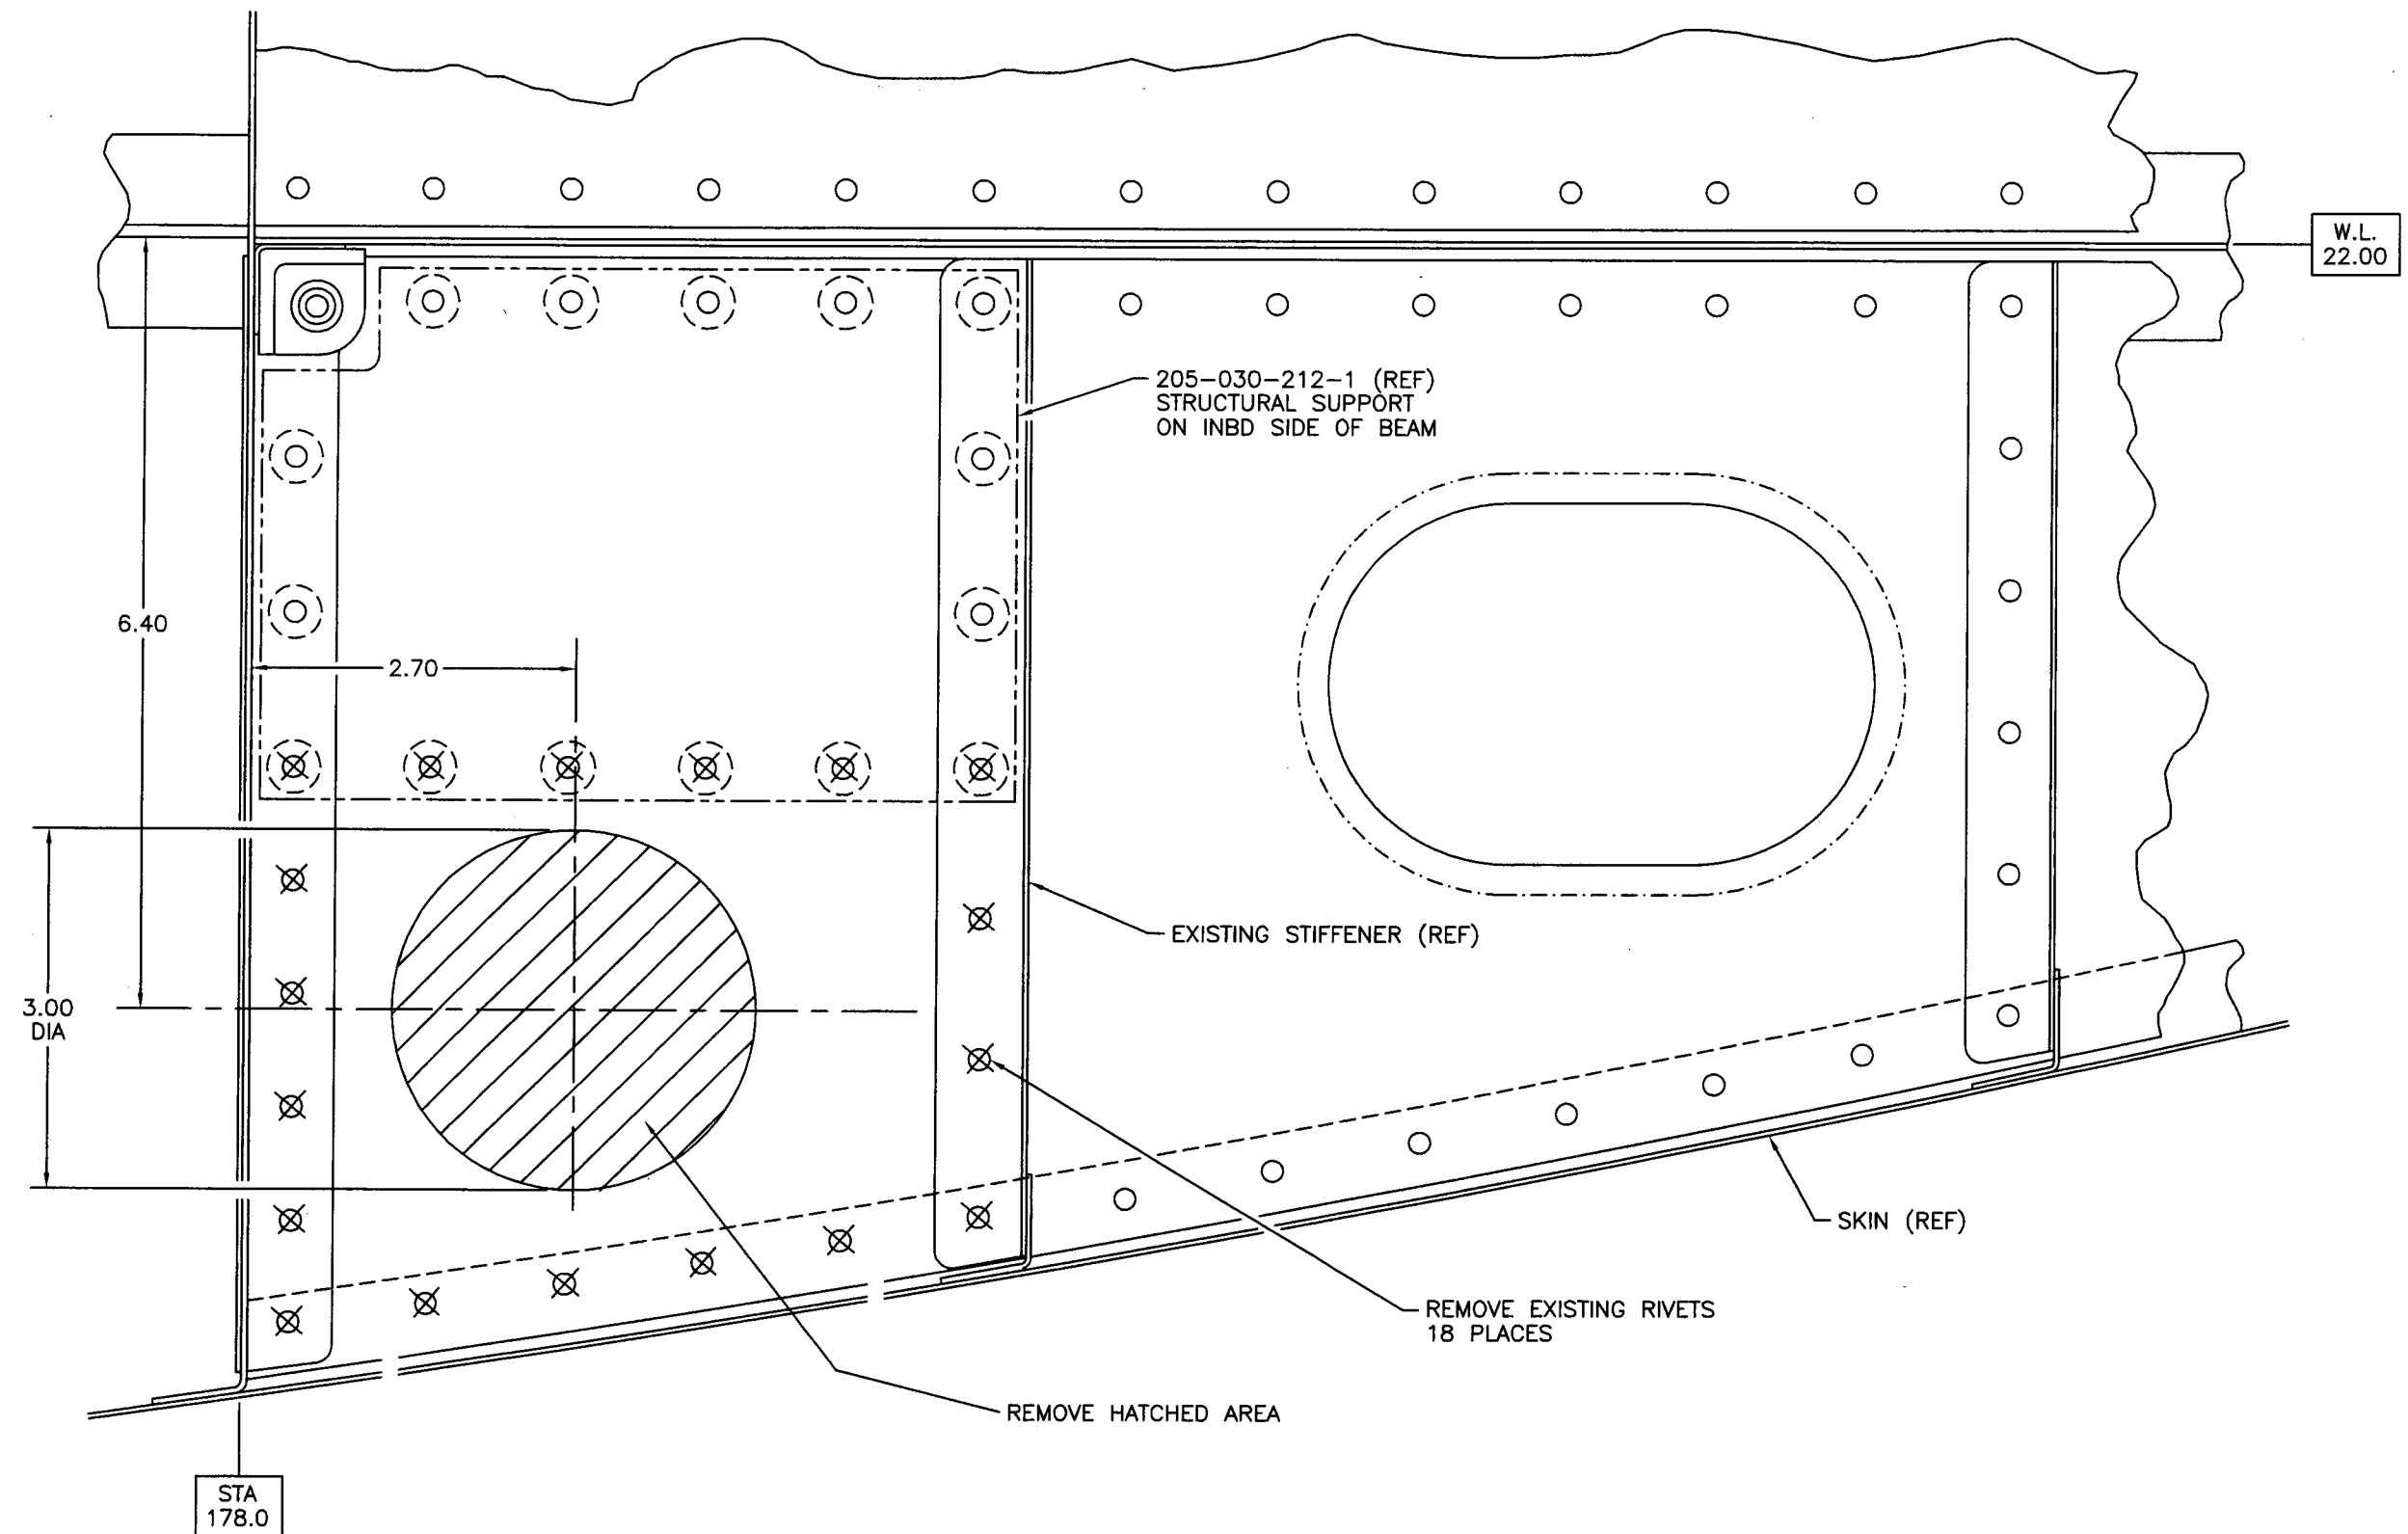 W.L.
22.00
205-030-212-1 (REF)
STRUCTURAL SUPPORT
ON INBD SIDE OF BEAM
6.40
2.70
EXISTING STIFFENER (REF)
3.00
DIA
SKIN (REF)
REMOVE EXISTING RIVETS
18 PLACES
REMOVE HATCHED AREA
STA
178.0